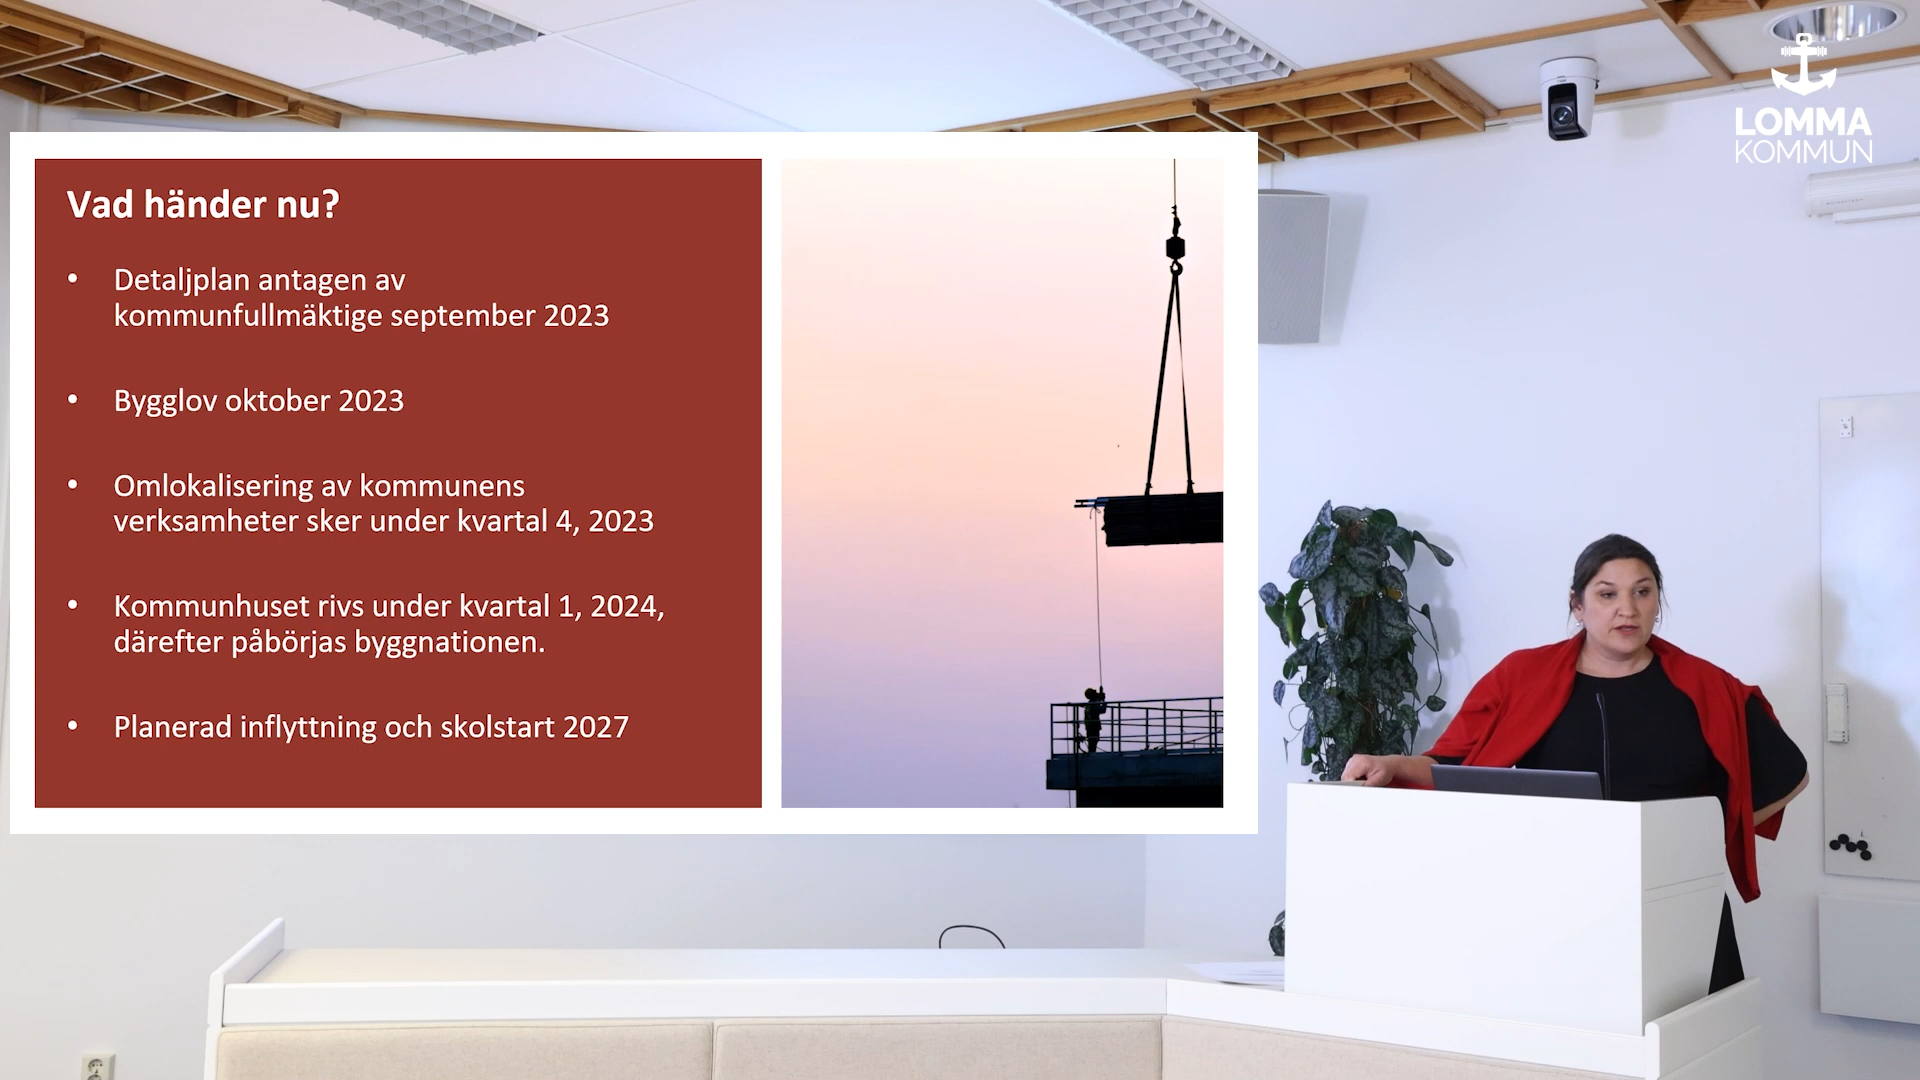 LOMMA
KOMMUN
Vad händer nu?
• Detaljplan antagen av
kommunfullmäktige september 2023
• Bygglov oktober 2023
• Omlokalisering av kommunens
verksamheter sker under kvartal 4, 2023
• Kommunhuset rivs under kvartal 1, 2024,
därefter påbörjas byggnationen.
• Planerad inflyttning och skolstart 2027